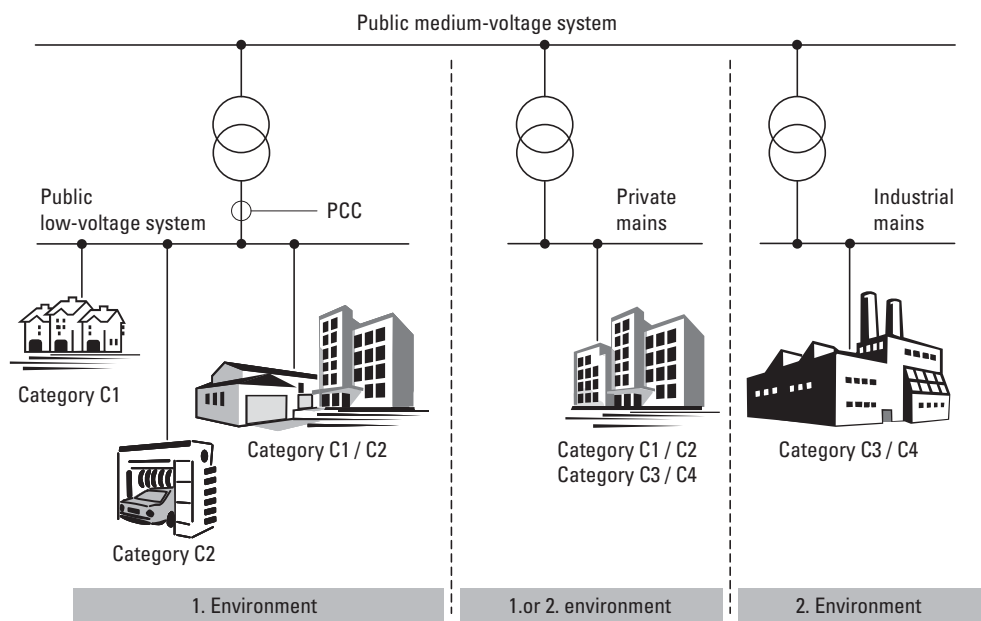 Public medium-voltage system
Public
low-voltage system
PCC
Private
mains
Industrial
mains
Category C1
Category C1 / C2
Category C2
Category C1 / C2
Category C3 / C4
Category C3 / C4
1. Environment
1.or 2. environment
2. Environment